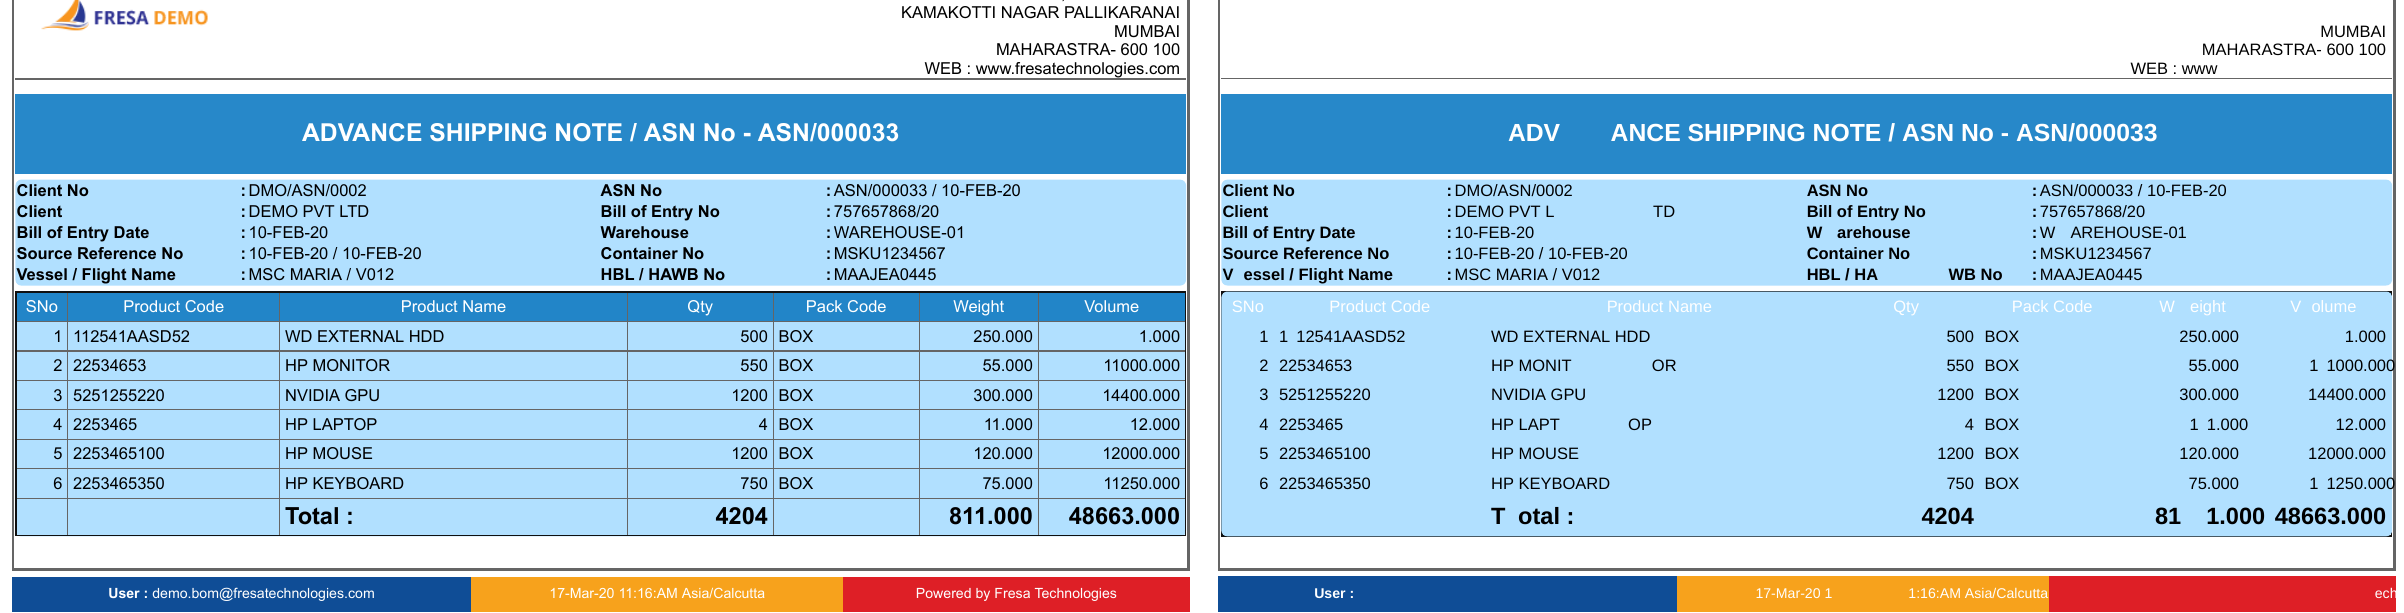 FRESA DEMO
KAMAKOTTI NAGAR PALLIKARANAI
MUMBAI
MAHARASTRA- 600 100
WEB : www.fresatechnologies.com
ADVANCE SHIPPING NOTE / ASN No - ASN/000033
Client No : DMO/ASN/0002 ASN No : ASN/000033 / 10-FEB-20
Client : DEMO PVT LTD Bill of Entry No : 757657868/20
Bill of Entry Date : 10-FEB-20 Warehouse : WAREHOUSE-01
Source Reference No : 10-FEB-20 / 10-FEB-20 Container No : MSKU1234567
Vessel / Flight Name : MSC MARIA / V012 HBL / HAWB No : MAAJEA0445
SNo Product Code Product Name Qty Pack Code Weight Volume
1 112541AASD52 WD EXTERNAL HDD 500 BOX 250.000 1.000
2 22534653 HP MONITOR 550 BOX 55.000 11000.000
3 5251255220 NVIDIA GPU 1200 BOX 300.000 14400.000
4 2253465 HP LAPTOP 4 BOX 11.000 12.000
5 2253465100 HP MOUSE 1200 BOX 120.000 12000.000
6 2253465350 HP KEYBOARD 750 BOX 75.000 11250.000
Total : 4204 811.000 48663.000
User : demo.bom@fresatechnologies.com 17-Mar-20 11:16:AM Asia/Calcutta Powered by Fresa Technologies
MUMBAI
MAHARASTRA- 600 100
WEB : www
ADV ANCE SHIPPING NOTE / ASN No - ASN/000033
Client No : DMO/ASN/0002 ASN No : ASN/000033 / 10-FEB-20
Client : DEMO PVT L TD Bill of Entry No : 757657868/20
Bill of Entry Date : 10-FEB-20 W arehouse : W AREHOUSE-01
Source Reference No : 10-FEB-20 / 10-FEB-20 Container No : MSKU1234567
V essel / Flight Name : MSC MARIA / V012 HBL / HA WB No : MAAJEA0445
SNo Product Code Product Name Qty Pack Code W eight V olume
1 1 12541AASD52 WD EXTERNAL HDD 500 BOX 250.000 1.000
2 22534653 HP MONIT OR 550 BOX 55.000 1 1000.000
3 5251255220 NVIDIA GPU 1200 BOX 300.000 14400.000
4 2253465 HP LAPT OP 4 BOX 1 1.000 12.000
5 2253465100 HP MOUSE 1200 BOX 120.000 12000.000
6 2253465350 HP KEYBOARD 750 BOX 75.000 1 1250.000
T otal : 4204 81 1.000 48663.000
User : 17-Mar-20 1 1:16:AM Asia/Calcutta ech